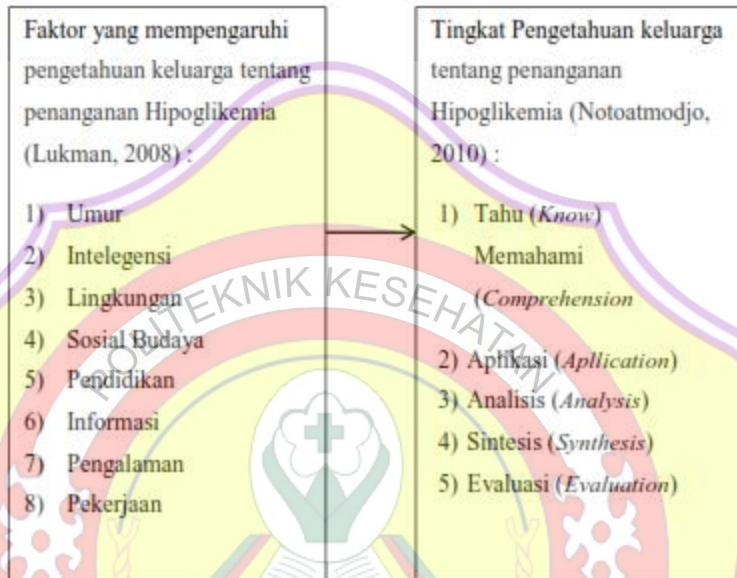 Faktor yang mempengaruhi
pengetahuan keluarga tentang
penanganan Hipoglikemia
(Lukman, 2008) :
1) Umur
2) Intelegensi
3) Lingkungan
4) Sosial Budaya
5) Pendidikan
6) Informasi
7) Pengalaman
8) Pekerjaan
Tingkat Pengetahuan keluarga
tentang penanganan
Hipoglikemia (Notoatmodjo,
2010) :
1) Tahu (Know)
Memahami
(Comprehension
2) Aplikasi (Apllication)
3) Analisis (Analysis)
4) Sintesis (Synthesis)
5) Evaluasi (Evaluation)
POLITEKNIK KESEHATAN